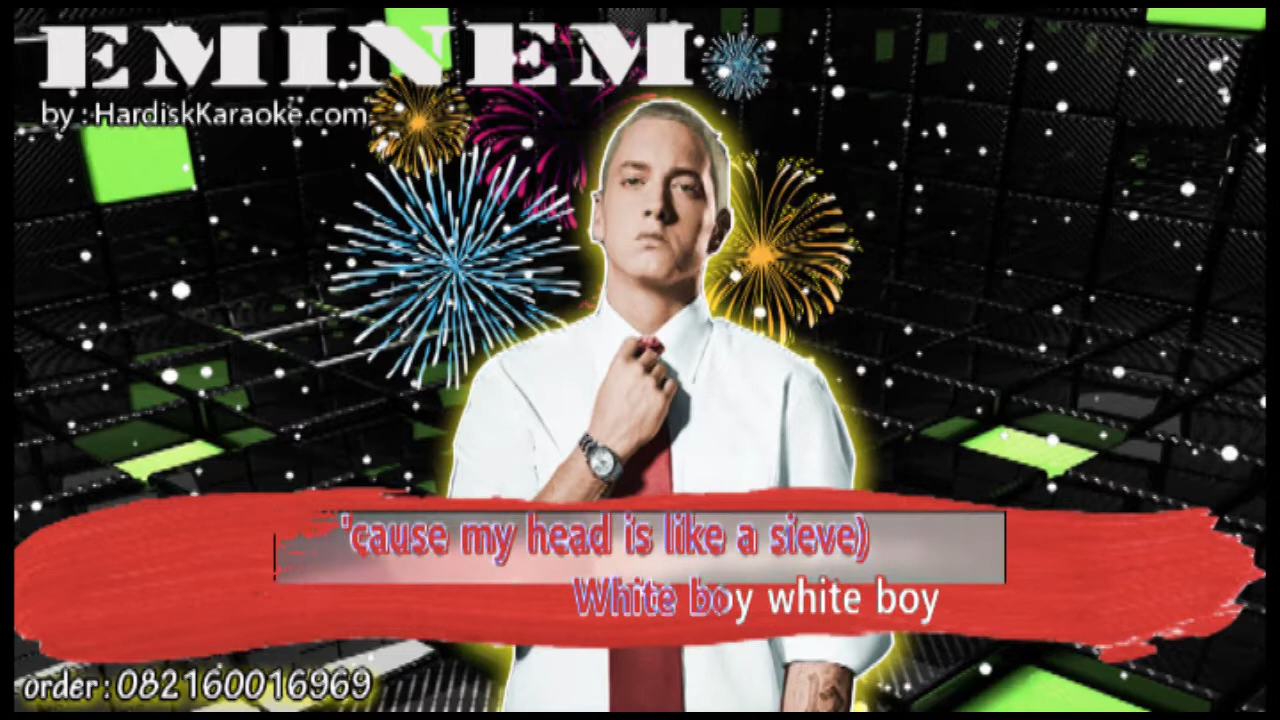 EMINEM
by : HardiskKaraoke.com
'cause my head is like a sieve)
White boy white boy
order : 082160016969